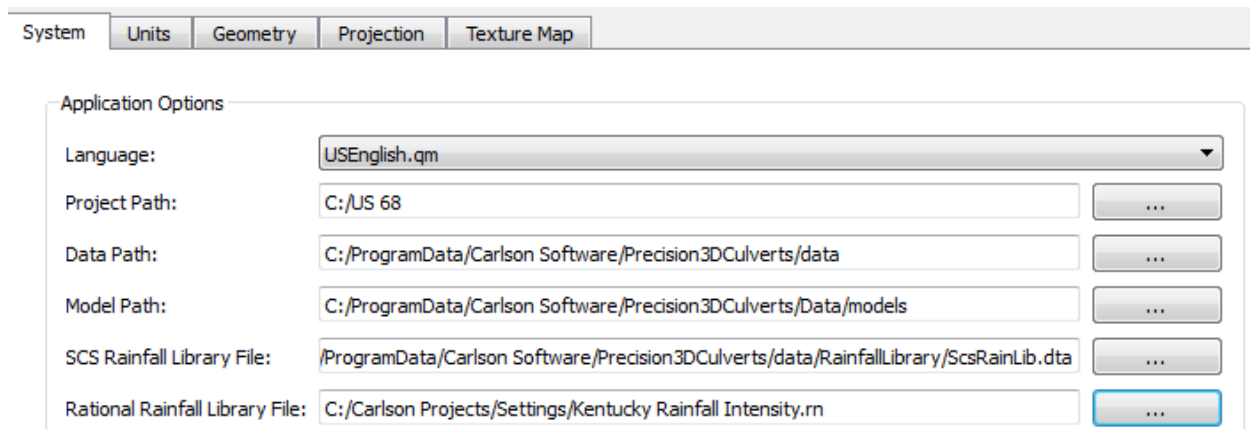 System Units Geometry Projection Texture Map
Application Options
Language: USEnglish.qm
Project Path: C:/US 68 ...
Data Path: C:/ProgramData/Carlson Software/Precision3DCulverts/data ...
Model Path: C:/ProgramData/Carlson Software/Precision3DCulverts/Data/models ...
SCS Rainfall Library File: /ProgramData/Carlson Software/Precision3DCulverts/data/RainfallLibrary/ScsRainLib.dta ...
Rational Rainfall Library File: C:/Carlson Projects/Settings/Kentucky Rainfall Intensity.rn ...